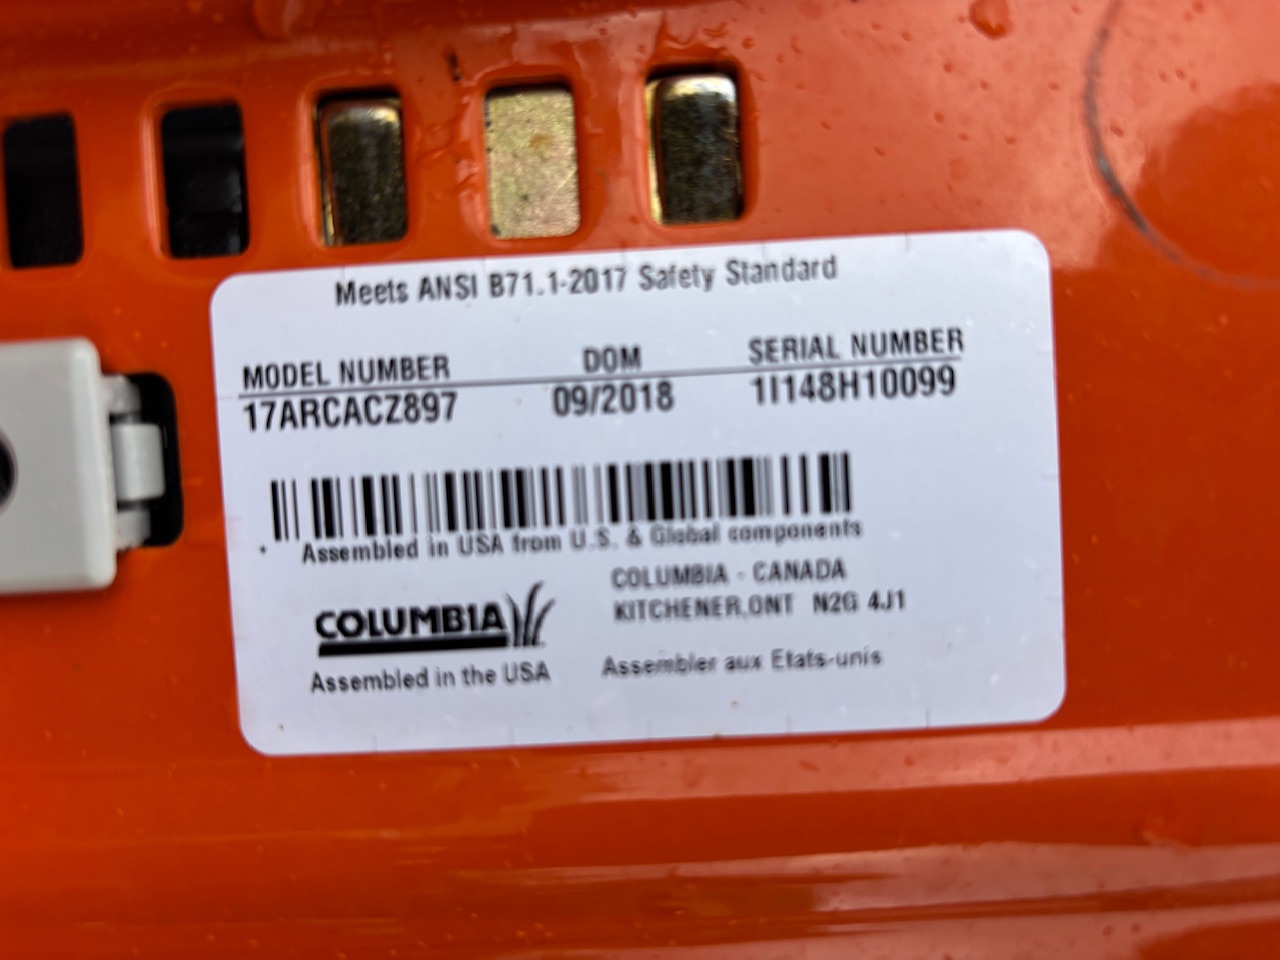 Meets ANSI B71.1-2017 Safety Standard
MODEL NUMBER DOM SERIAL NUMBER
17ARCACZ897 09/2018 1I148H10099
Assembled in USA from U.S. & Global components
COLUMBIA - CANADA
KITCHENER,ONT N2G 4J1
COLUMBIA
Assembled in the USA Assembler aux Etats-unis